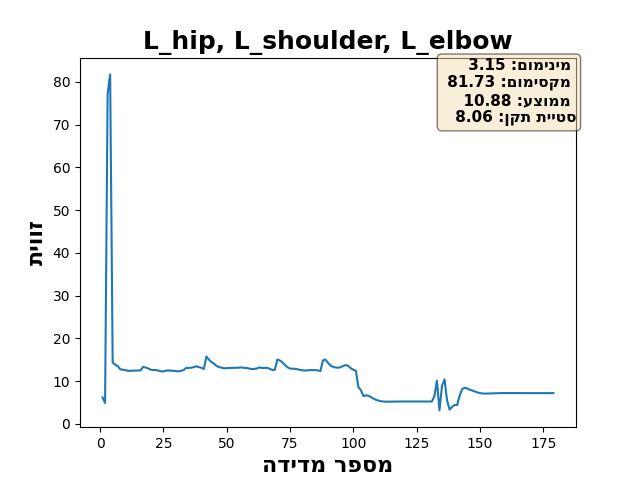 L_hip, L_shoulder, L_elbow
מינימום: 3.15
מקסימום: 81.73
ממוצע: 10.88
סטיית תקן: 8.06
זווית
80
70
60
50
40
30
20
10
0
0 25 50 75 100 125 150 175
מספר מדידה